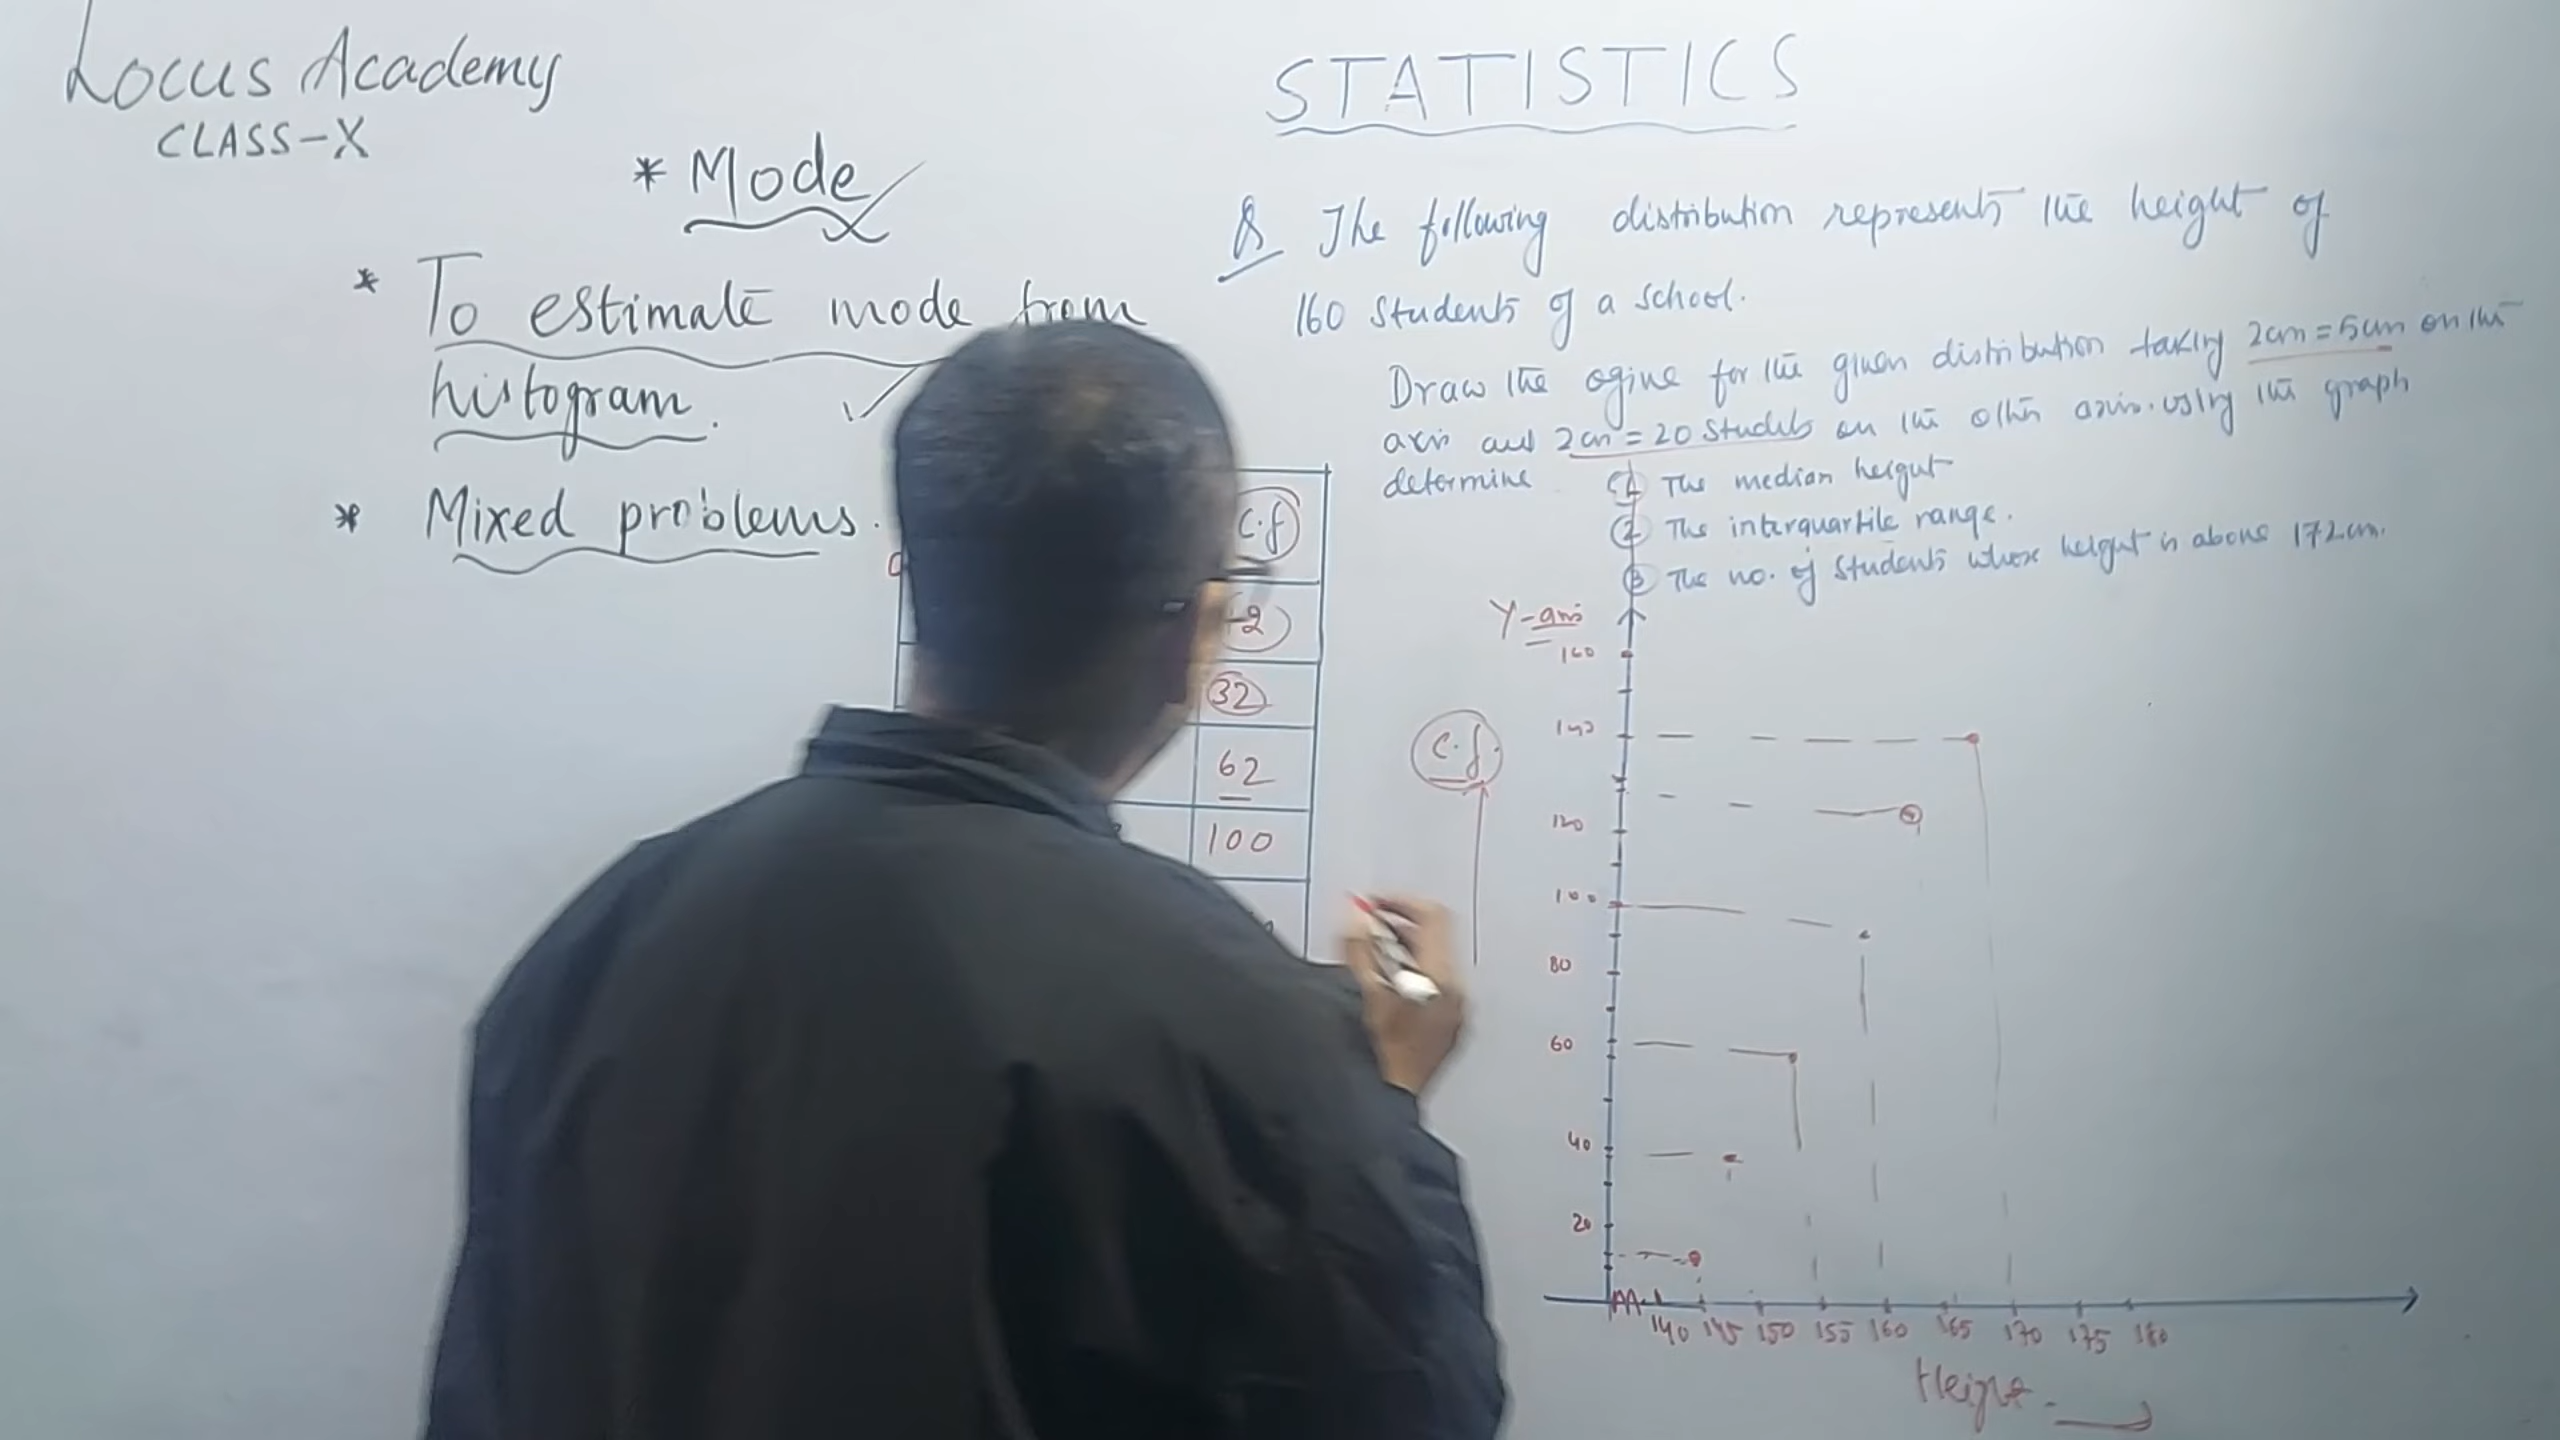 Locus Academy
CLASS-X
* Mode
* To estimate mode from
histogram.
* Mixed problems.
STATISTICS
Q The following distribution represents the height of
160 students of a school.
Draw the ogive for the given distribution taking 2cm = 5cm on the
axis and 2cm = 20 students on the other axis. using the graph
determine ① The median height
② The interquartile range.
③ The no. of students whose height is above 172cm.
c.f
32
62
100
Y-axis
c.f.
160
140
120
100
80
60
40
20
140 145 150 155 160 165 170 175 180
Height